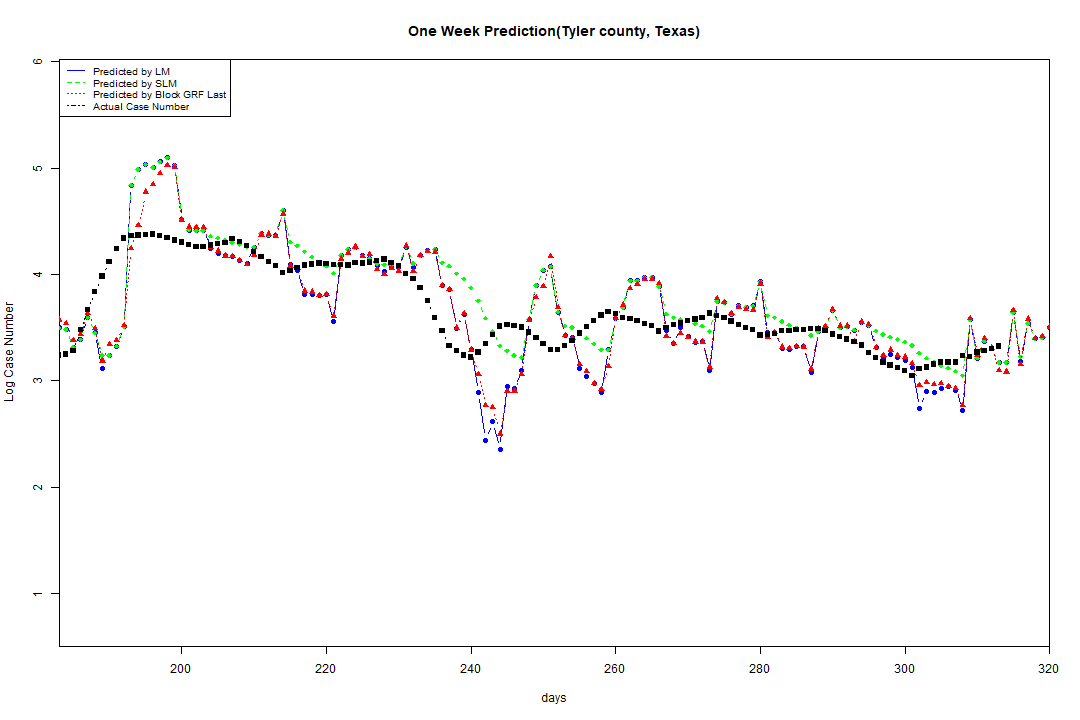 One Week Prediction(Tyler county, Texas)
Predicted by LM
Predicted by SLM
Predicted by Block GRF Last
Actual Case Number
6
5
4
3
2
1
Log Case Number
200 220 240 260 280 300 320
days